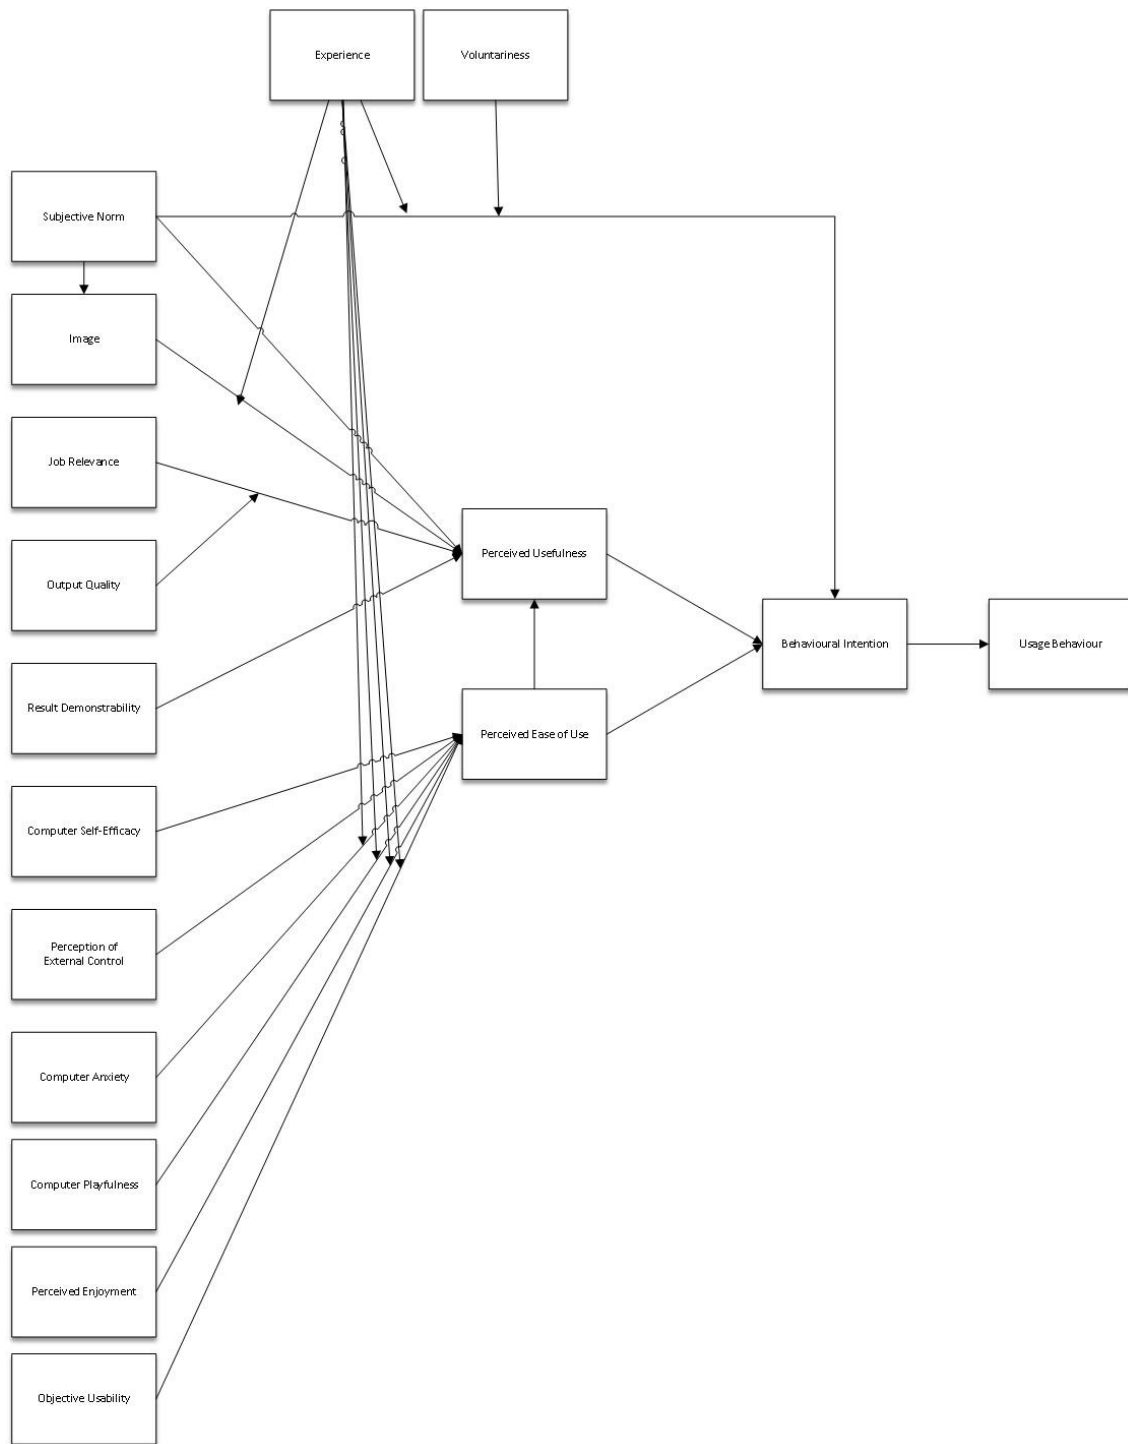 Experience
Voluntariness
Subjective Norm
Image
Job Relevance
Output Quality
Perceived Usefulness
Behavioural Intention
Usage Behaviour
Result Demonstrability
Perceived Ease of Use
Computer Self-Efficacy
Perception of
External Control
Computer Anxiety
Computer Playfulness
Perceived Enjoyment
Objective Usability